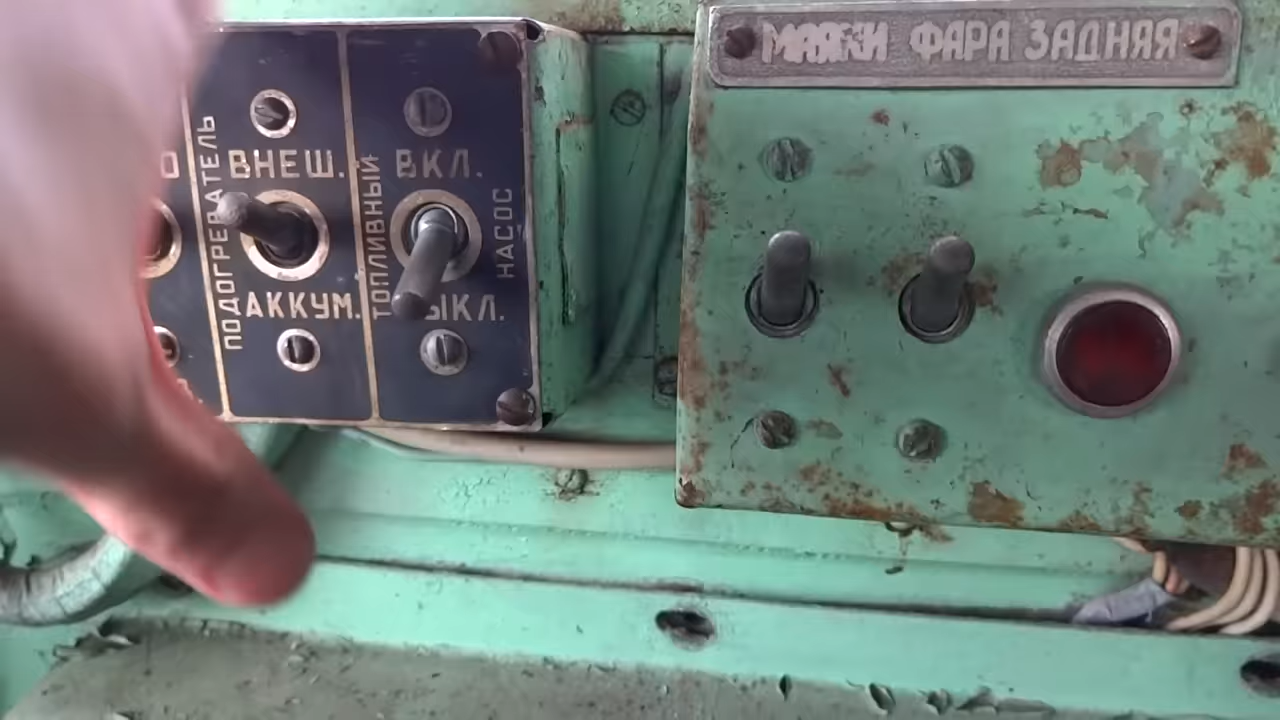 ПОДОГРЕВАТЕЛЬ
ВНЕШ.
АККУМ.
ТОПЛИВНЫЙ
ВКЛ.
НАСОС
МАЯКИ ФАРА ЗАДНЯЯ